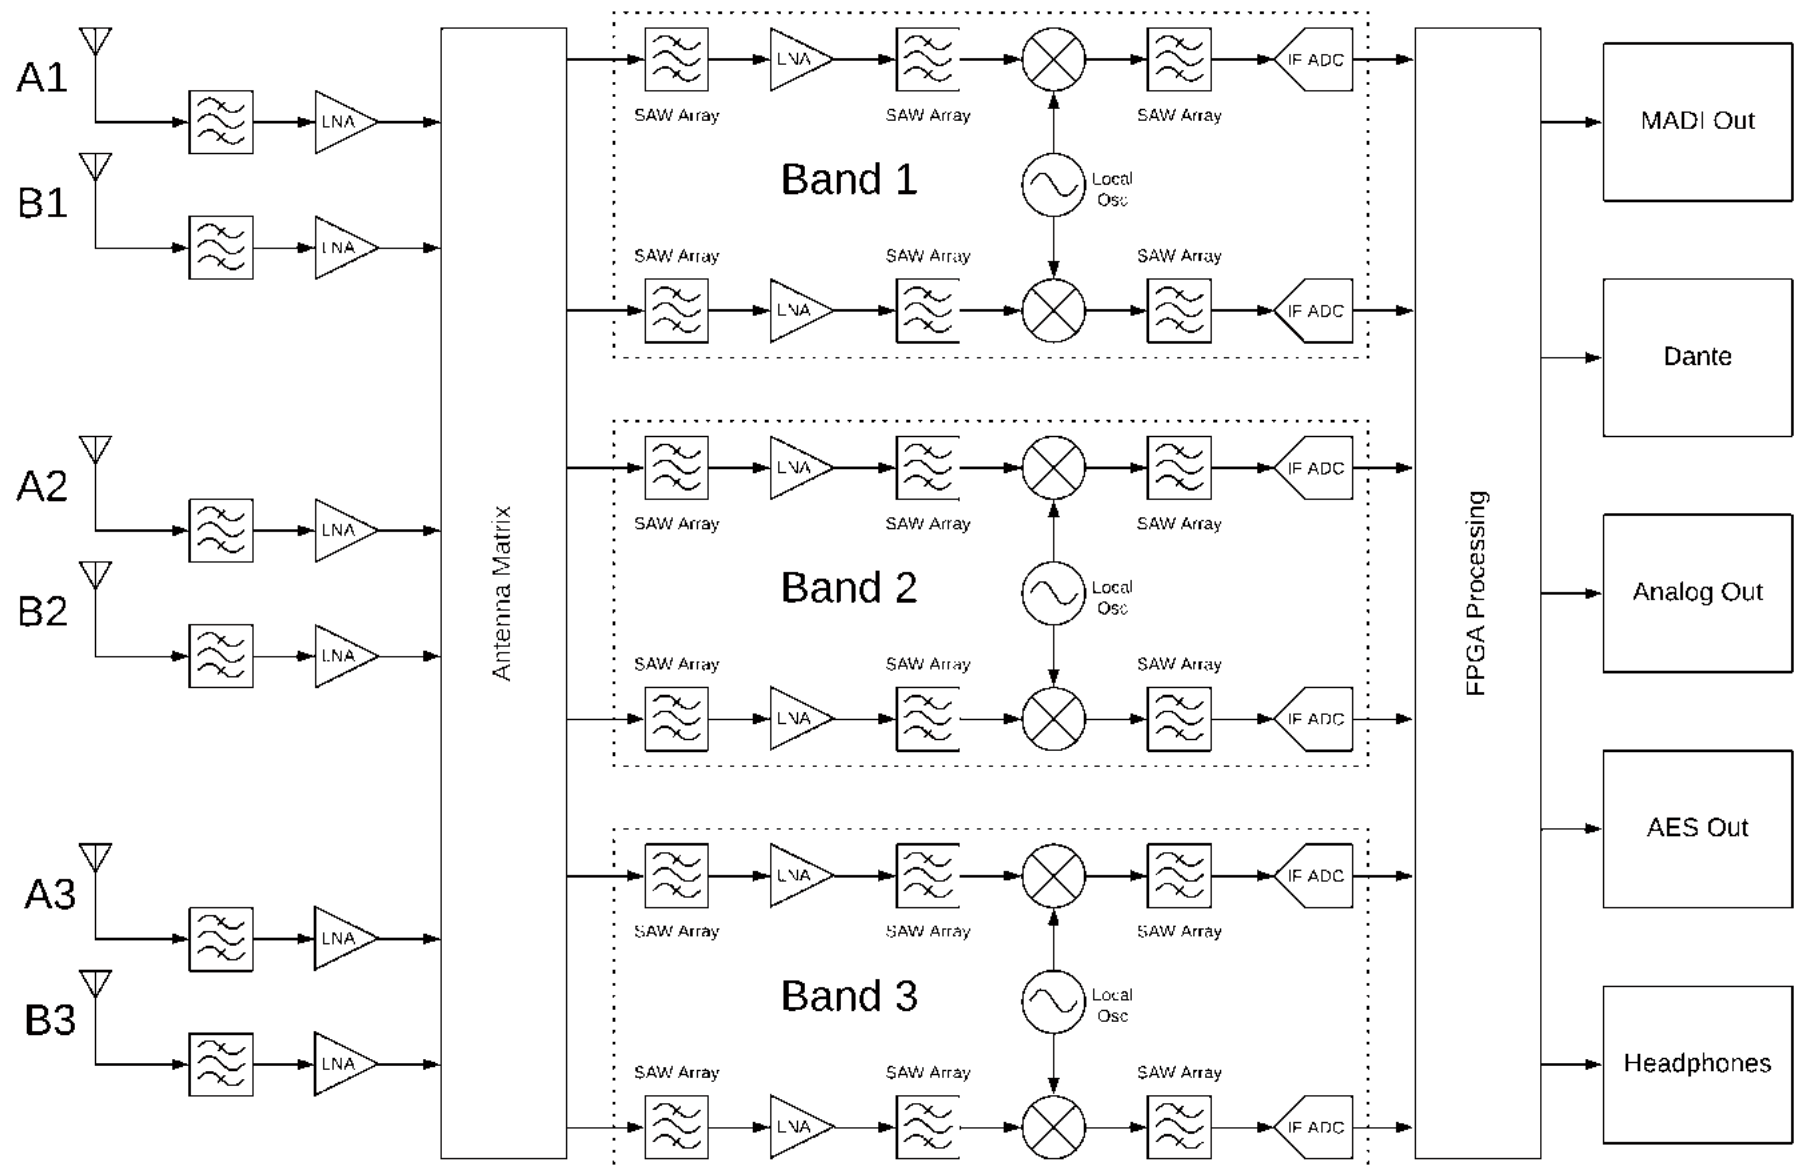 A1
LNA
B1
LNA
A2
LNA
B2
LNA
A3
LNA
B3
LNA
Antenna Matrix
LNA
IF ADC
SAW Array
SAW Array
SAW Array
Band 1
Local
Osc
SAW Array
SAW Array
SAW Array
LNA
IF ADC
LNA
IF ADC
SAW Array
SAW Array
SAW Array
Band 2
Local
Osc
SAW Array
SAW Array
SAW Array
LNA
IF ADC
LNA
IF ADC
SAW Array
SAW Array
SAW Array
Band 3
Local
Osc
SAW Array
SAW Array
SAW Array
LNA
IF ADC
FPGA Processing
MADI Out
Dante
Analog Out
AES Out
Headphones